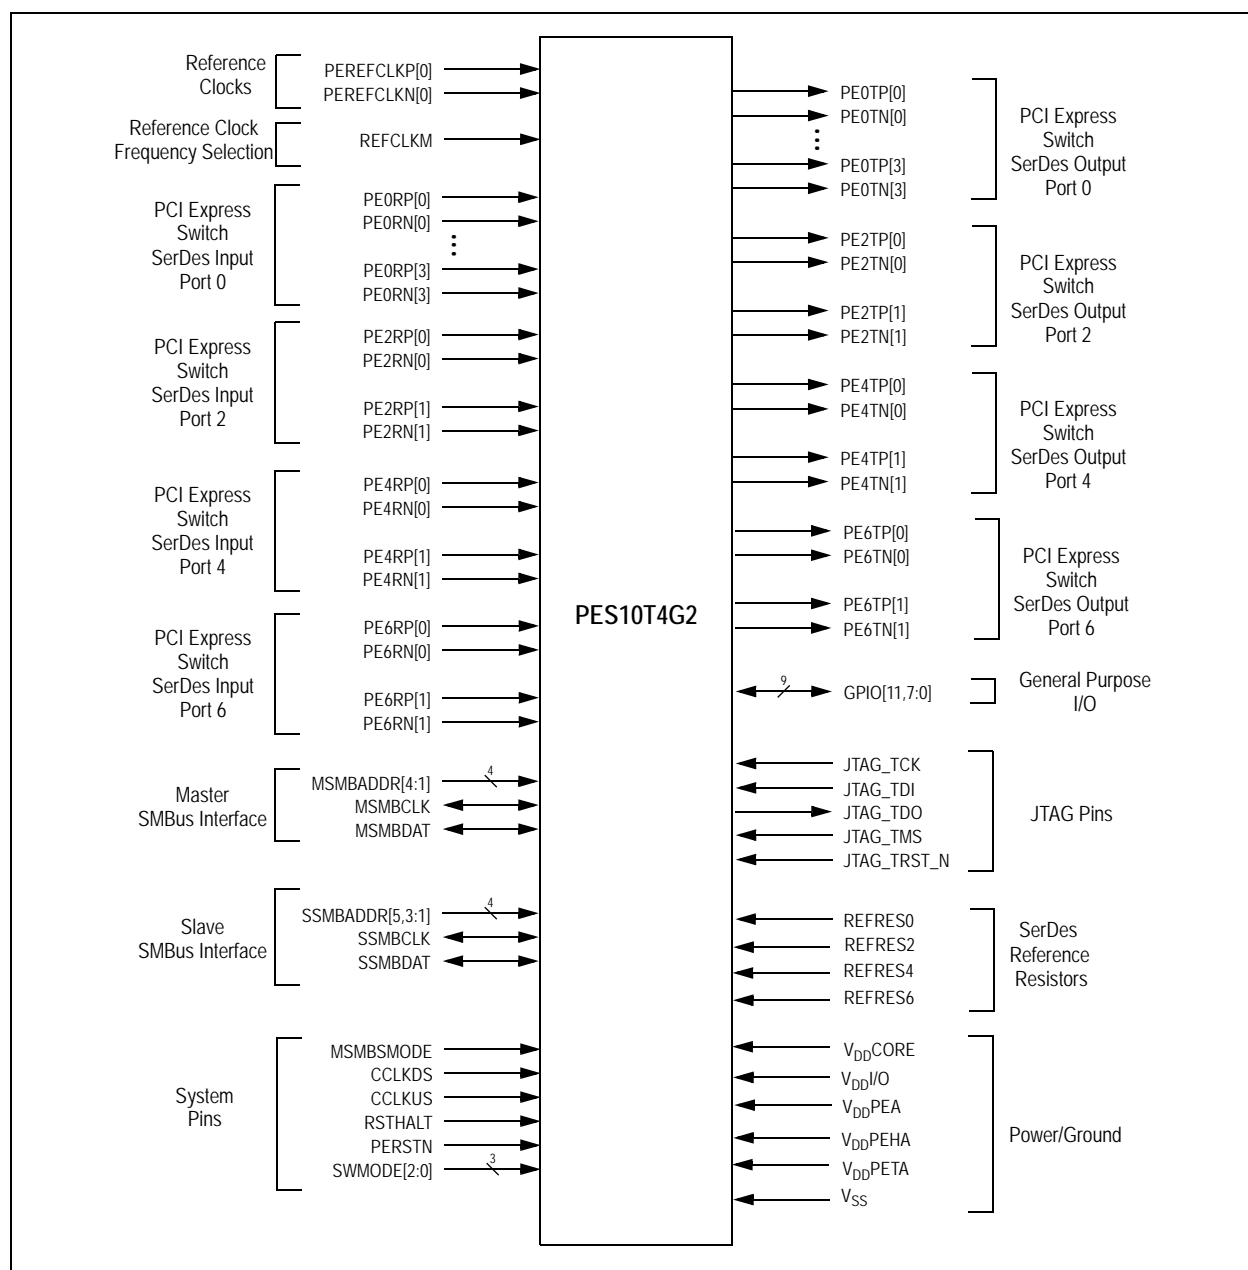 Reference
Clocks
PEREFCLKP[0]
PEREFCLKN[0]
Reference Clock
Frequency Selection
REFCLKM
PCI Express
Switch
SerDes Input
Port 0
PE0RP[0]
PE0RN[0]
PE0RP[3]
PE0RN[3]
PCI Express
Switch
SerDes Input
Port 2
PE2RP[0]
PE2RN[0]
PE2RP[1]
PE2RN[1]
PCI Express
Switch
SerDes Input
Port 4
PE4RP[0]
PE4RN[0]
PE4RP[1]
PE4RN[1]
PCI Express
Switch
SerDes Input
Port 6
PE6RP[0]
PE6RN[0]
PE6RP[1]
PE6RN[1]
Master
SMBus Interface
MSMBADDR[4:1]
4
MSMBCLK
MSMBDAT
Slave
SMBus Interface
SSMBADDR[5,3:1]
4
SSMBCLK
SSMBDAT
System
Pins
MSMBSMODE
CCLKDS
CCLKUS
RSTHALT
PERSTN
SWMODE[2:0]
3
PES10T4G2
PE0TP[0]
PE0TN[0]
PE0TP[3]
PE0TN[3]
PCI Express
Switch
SerDes Output
Port 0
PE2TP[0]
PE2TN[0]
PE2TP[1]
PE2TN[1]
PCI Express
Switch
SerDes Output
Port 2
PE4TP[0]
PE4TN[0]
PE4TP[1]
PE4TN[1]
PCI Express
Switch
SerDes Output
Port 4
PE6TP[0]
PE6TN[0]
PE6TP[1]
PE6TN[1]
PCI Express
Switch
SerDes Output
Port 6
9
GPIO[11,7:0]
General Purpose
I/O
JTAG_TCK
JTAG_TDI
JTAG_TDO
JTAG_TMS
JTAG_TRST_N
JTAG Pins
REFRES0
REFRES2
REFRES4
REFRES6
SerDes
Reference
Resistors
VDDCORE
VDDI/O
VDDPEA
VDDPEHA
VDDPETA
VSS
Power/Ground